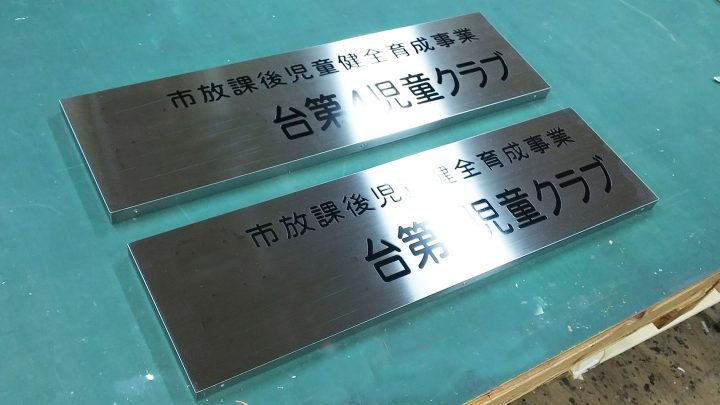 市放課後児童健全育成事業
台第4児童クラブ
市放課後児 健全育成事業
台第 児童クラブ